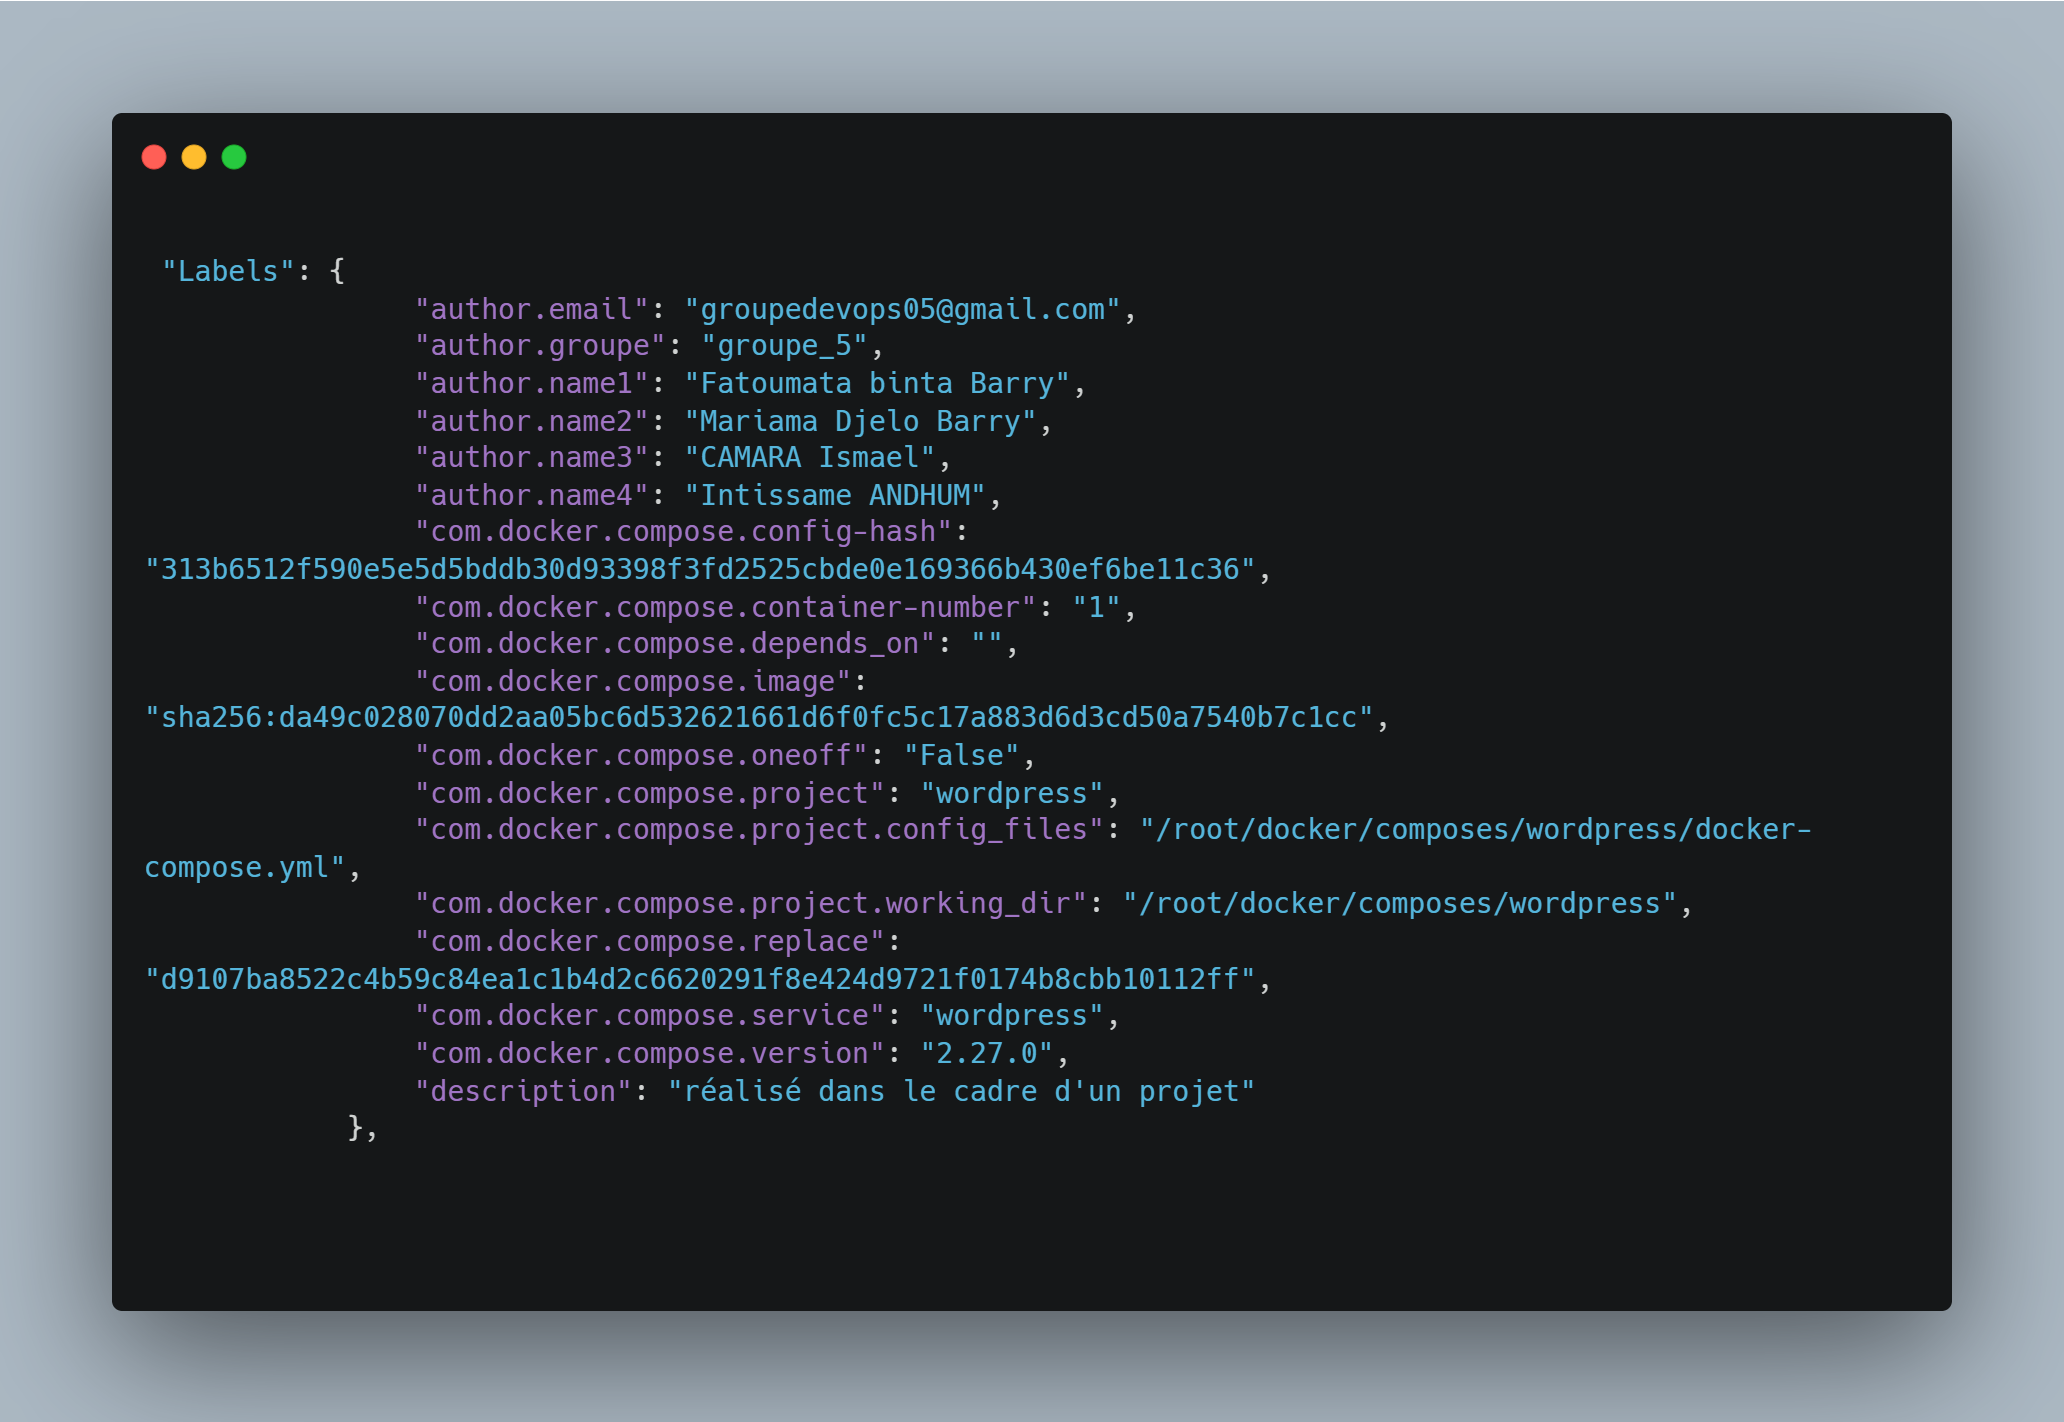 "Labels": {
"author.email": "groupedevops05@gmail.com",
"author.groupe": "groupe_5",
"author.name1": "Fatoumata binta Barry",
"author.name2": "Mariama Djelo Barry",
"author.name3": "CAMARA Ismael",
"author.name4": "Intissame ANDHUM",
"com.docker.compose.config-hash":
"313b6512f590e5e5d5bddb30d93398f3fd2525cbde0e169366b430ef6be11c36",
"com.docker.compose.container-number": "1",
"com.docker.compose.depends_on": "",
"com.docker.compose.image":
"sha256:da49c028070dd2aa05bc6d532621661d6f0fc5c17a883d6d3cd50a7540b7c1cc",
"com.docker.compose.oneoff": "False",
"com.docker.compose.project": "wordpress",
"com.docker.compose.project.config_files": "/root/docker/composes/wordpress/docker-
compose.yml",
"com.docker.compose.project.working_dir": "/root/docker/composes/wordpress",
"com.docker.compose.replace":
"d9107ba8522c4b59c84ea1c1b4d2c6620291f8e424d9721f0174b8cbb10112ff",
"com.docker.compose.service": "wordpress",
"com.docker.compose.version": "2.27.0",
"description": "réalisé dans le cadre d'un projet"
},